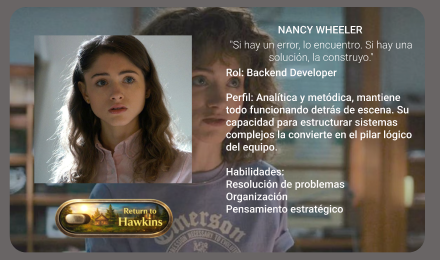 NANCY WHEELER
"Si hay un error, lo encuentro. Si hay una
solución, la construyo."
Rol: Backend Developer
Perfil: Analítica y metódica, mantiene
todo funcionando detrás de escena. Su
capacidad para estructurar sistemas
complejos la convierte en el pilar lógico
del equipo.
Habilidades:
Resolución de problemas
Organización
Pensamiento estratégico
Return to
Hawkins
Emerson